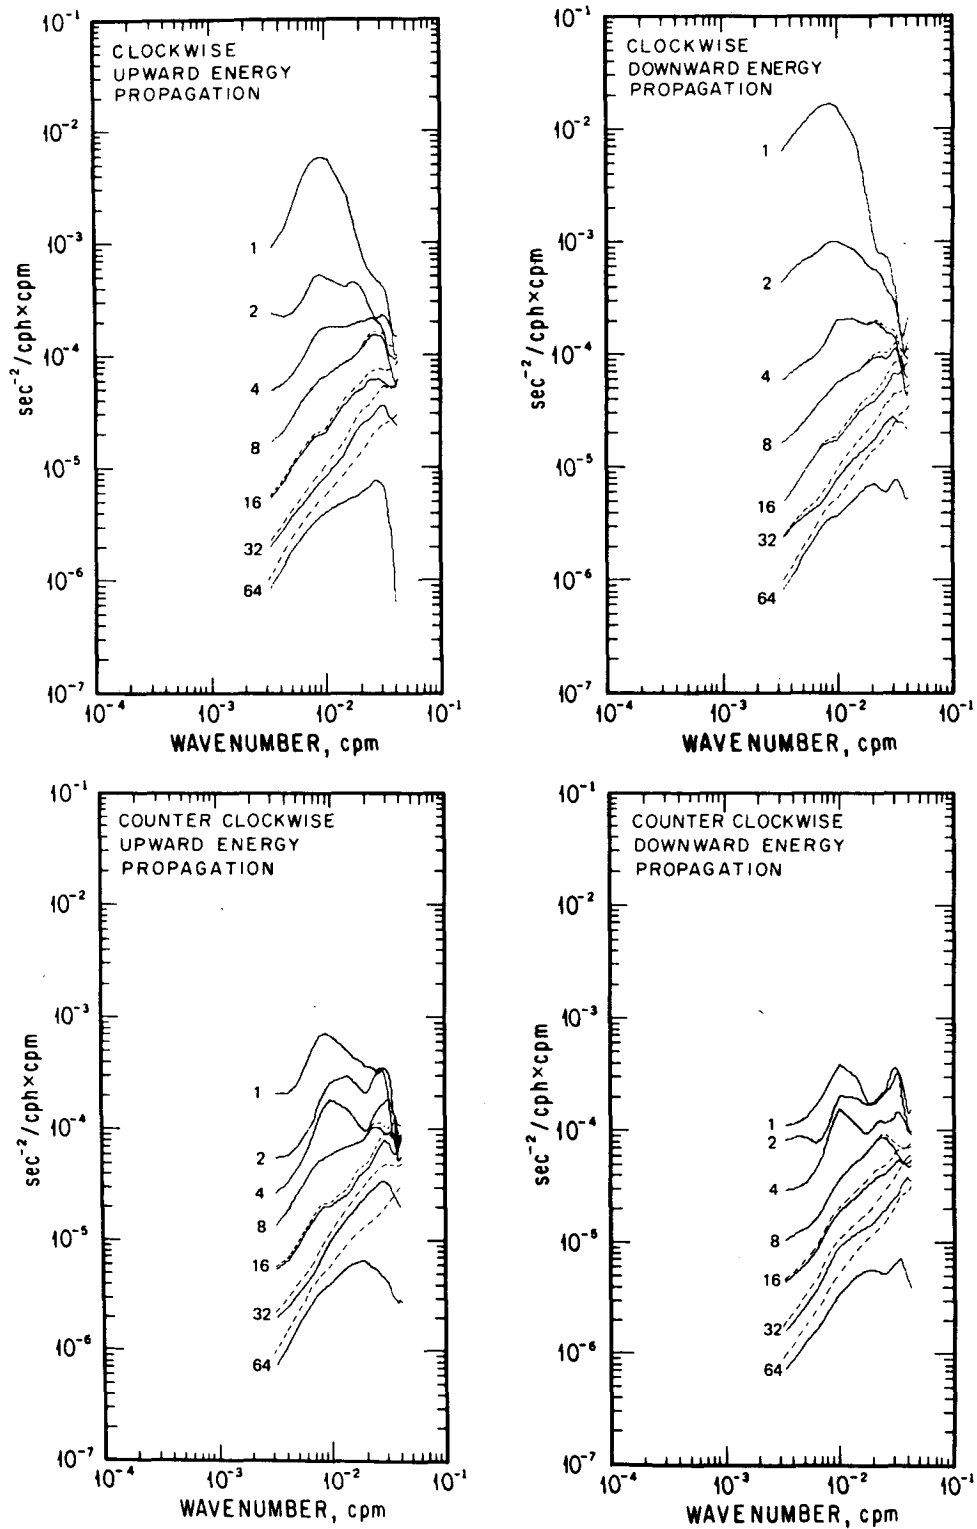 CLOCKWISE
UPWARD ENERGY
PROPAGATION
10⁻¹
10⁻²
10⁻³
10⁻⁴
10⁻⁵
10⁻⁶
10⁻⁷
sec⁻²/cph×cpm
1
2
4
8
16
32
64
10⁻⁴ 10⁻³ 10⁻² 10⁻¹
WAVENUMBER, cpm
CLOCKWISE
DOWNWARD ENERGY
PROPAGATION
10⁻¹
10⁻²
10⁻³
10⁻⁴
10⁻⁵
10⁻⁶
10⁻⁷
sec⁻²/cph×cpm
1
2
4
8
16
32
64
10⁻⁴ 10⁻³ 10⁻² 10⁻¹
WAVENUMBER, cpm
COUNTER CLOCKWISE
UPWARD ENERGY
PROPAGATION
10⁻¹
10⁻²
10⁻³
10⁻⁴
10⁻⁵
10⁻⁶
10⁻⁷
sec⁻²/cph×cpm
1
2
4
8
16
32
64
10⁻⁴ 10⁻³ 10⁻² 10⁻¹
WAVENUMBER, cpm
COUNTER CLOCKWISE
DOWNWARD ENERGY
PROPAGATION
10⁻¹
10⁻²
10⁻³
10⁻⁴
10⁻⁵
10⁻⁶
10⁻⁷
sec⁻²/cph×cpm
1
2
4
8
16
32
64
10⁻⁴ 10⁻³ 10⁻² 10⁻¹
WAVENUMBER, cpm